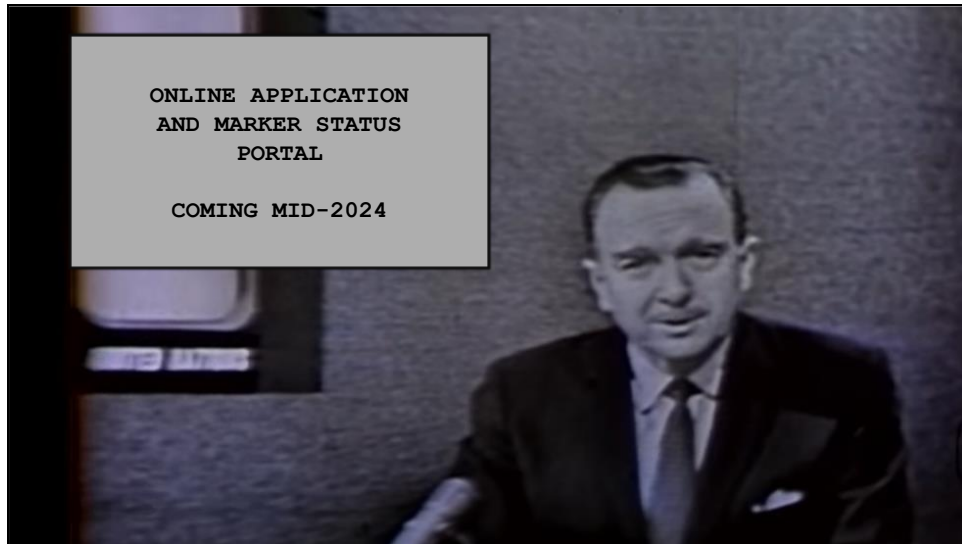 ONLINE APPLICATION
AND MARKER STATUS
PORTAL
COMING MID-2024